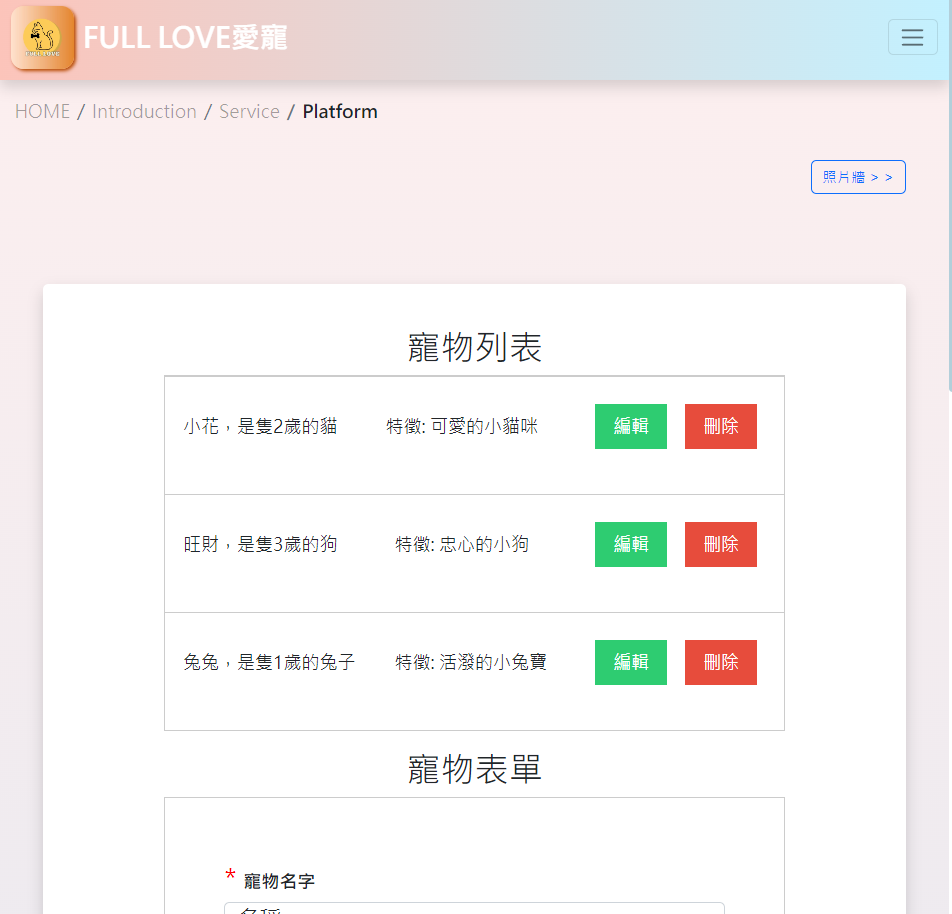 FULL LOVE
FULL LOVE愛寵
HOME / Introduction / Service / Platform
照片牆 > >
寵物列表
小花，是隻2歲的貓 特徵: 可愛的小貓咪 編輯 刪除
旺財，是隻3歲的狗 特徵: 忠心的小狗 編輯 刪除
兔兔，是隻1歲的兔子 特徵: 活潑的小兔寶 編輯 刪除
寵物表單
* 寵物名字
名稱